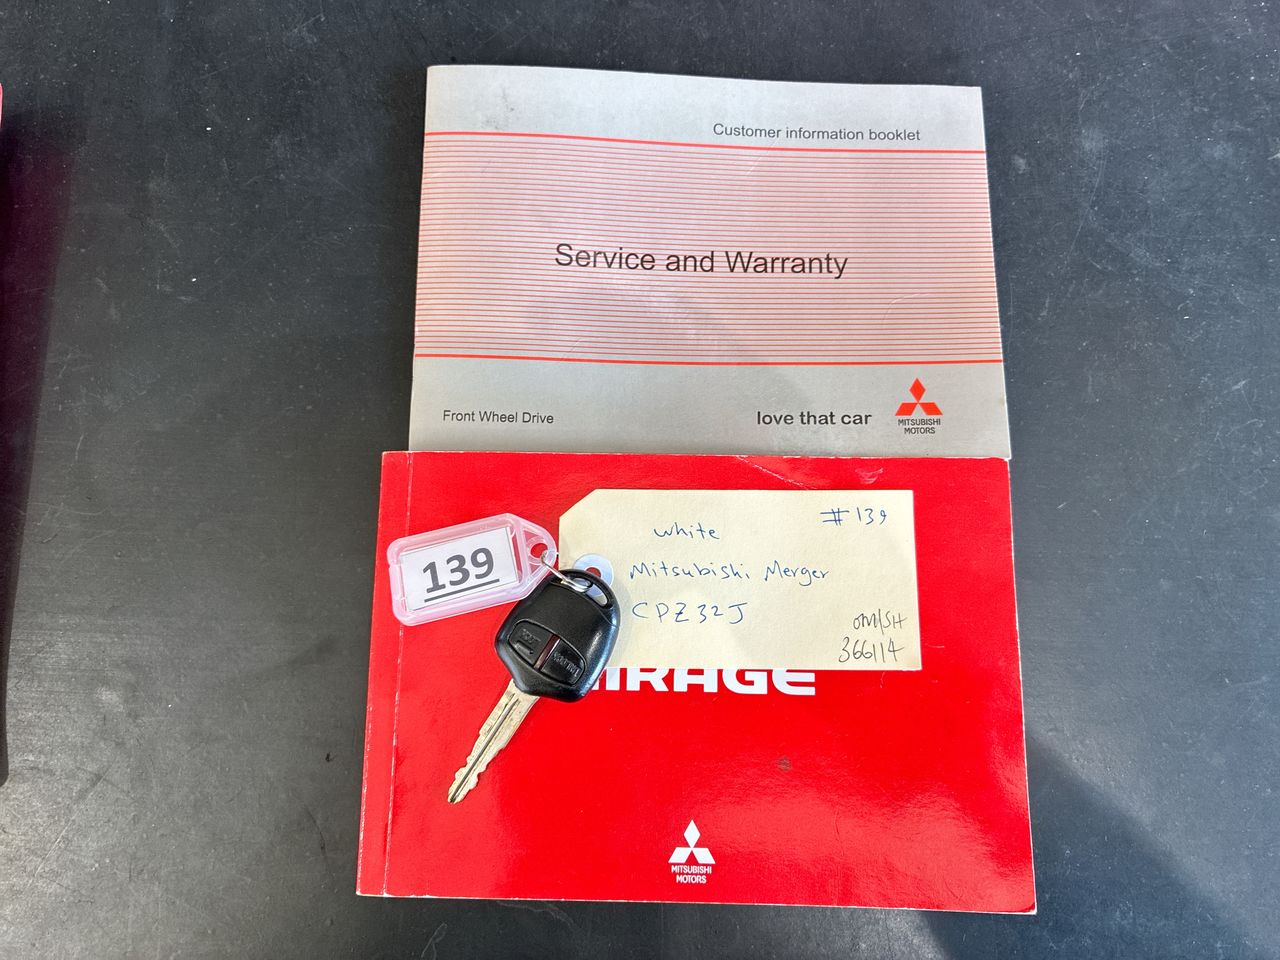 Customer information booklet
Service and Warranty
Front Wheel Drive
love that car
MITSUBISHI
MOTORS
139
#139
White
Mitsubishi Merger
CPZ32J
OM/SH
366114
MIRAGE
MITSUBISHI
MOTORS